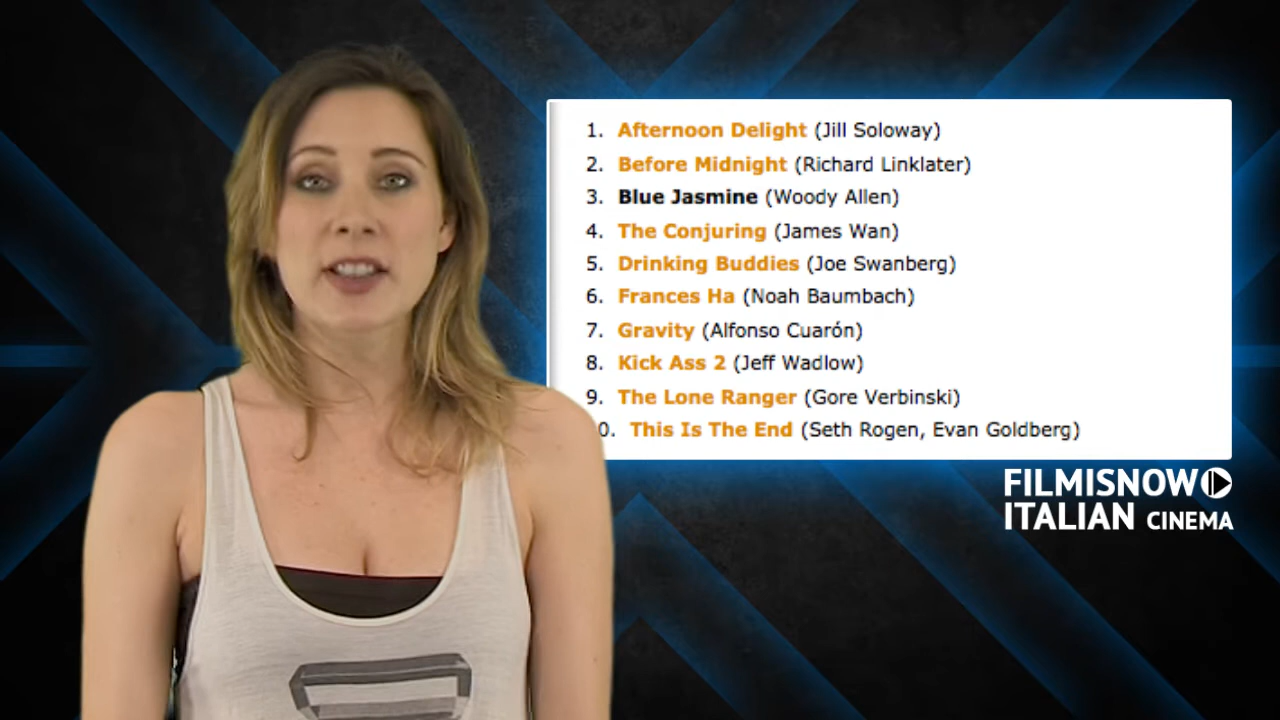 1. Afternoon Delight (Jill Soloway)
2. Before Midnight (Richard Linklater)
3. Blue Jasmine (Woody Allen)
4. The Conjuring (James Wan)
5. Drinking Buddies (Joe Swanberg)
6. Frances Ha (Noah Baumbach)
7. Gravity (Alfonso Cuarón)
8. Kick Ass 2 (Jeff Wadlow)
9. The Lone Ranger (Gore Verbinski)
0. This Is The End (Seth Rogen, Evan Goldberg)
FILMISNOW
ITALIAN CINEMA